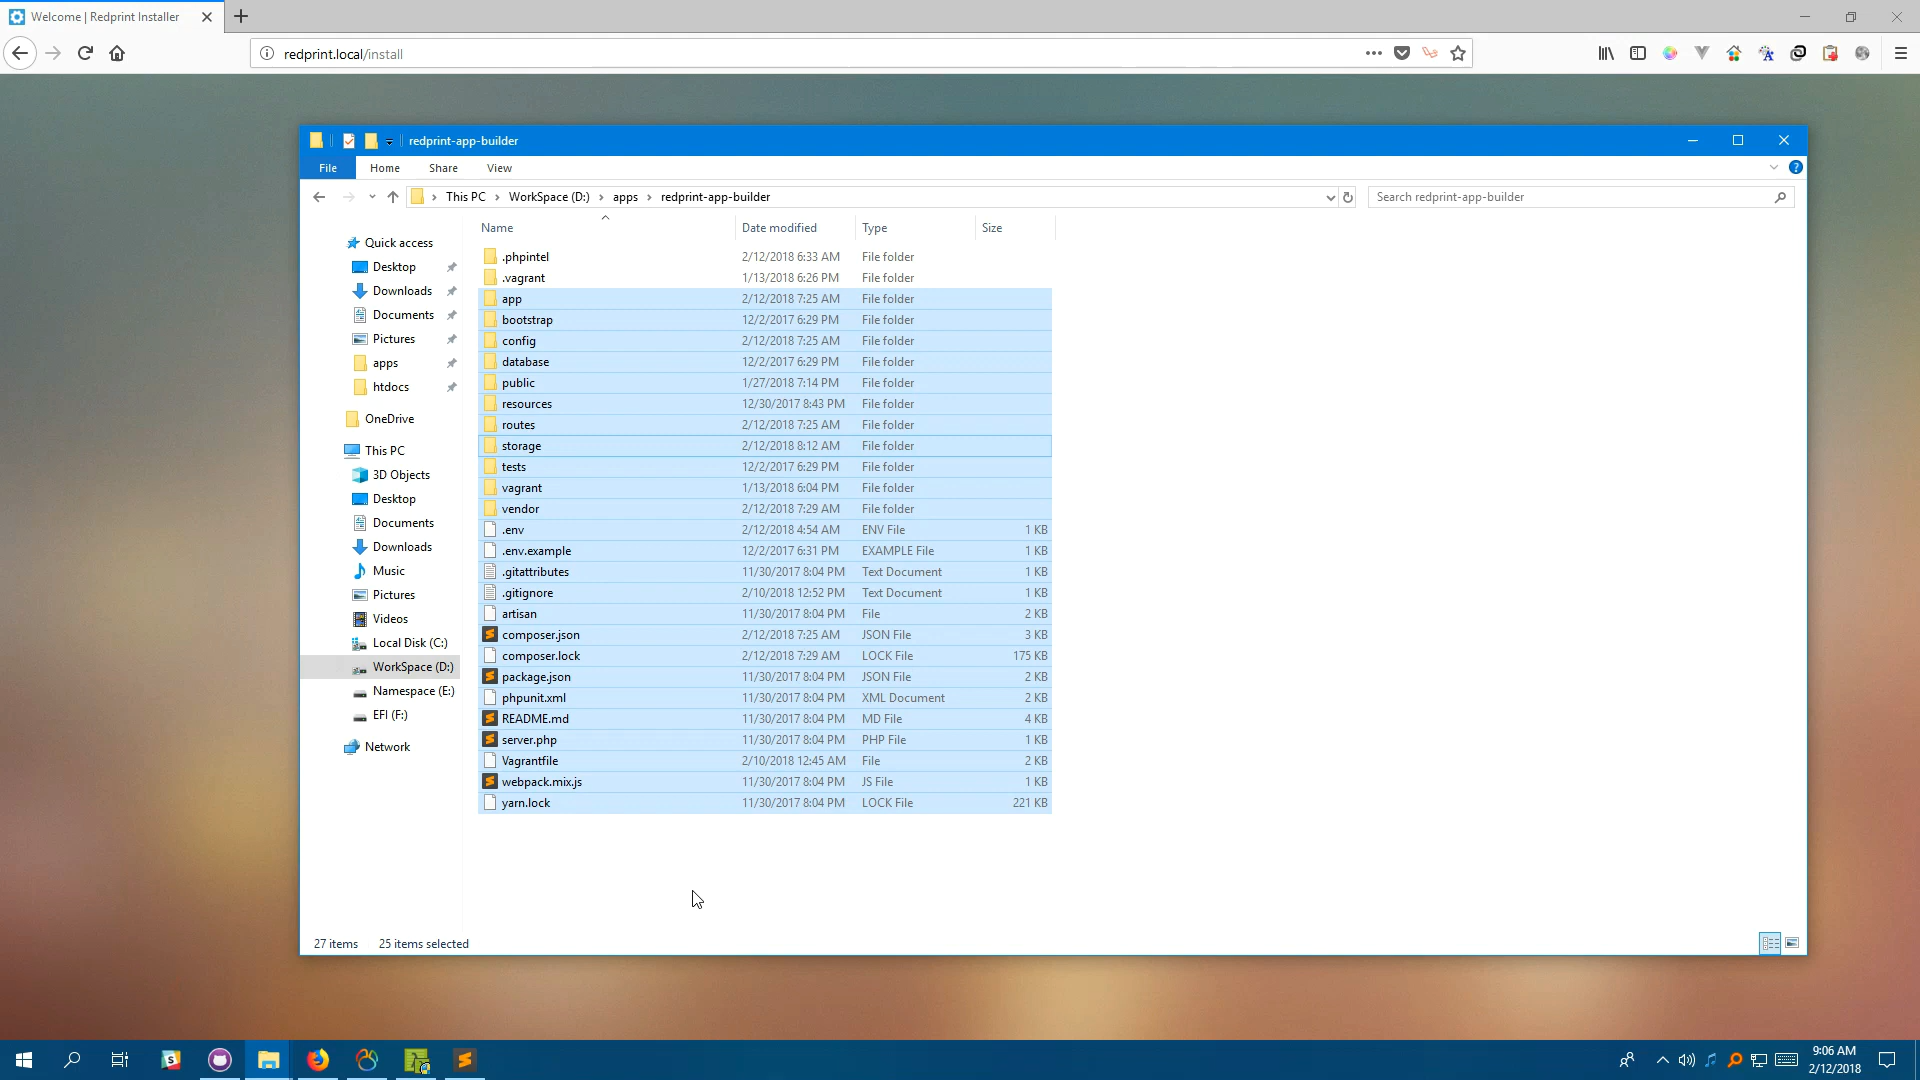 Welcome | Redprint Installer
redprint.local/install
redprint-app-builder
File Home Share View
This PC WorkSpace (D:) apps redprint-app-builder
Search redprint-app-builder
Name Date modified Type Size
Quick access
Desktop
Downloads
Documents
Pictures
apps
htdocs
OneDrive
This PC
3D Objects
Desktop
Documents
Downloads
Music
Pictures
Videos
Local Disk (C:)
WorkSpace (D:)
Namespace (E:)
EFI (F:)
Network
.phpintel 2/12/2018 6:33 AM File folder
.vagrant 1/13/2018 6:26 PM File folder
app 2/12/2018 7:25 AM File folder
bootstrap 12/2/2017 6:29 PM File folder
config 2/12/2018 7:25 AM File folder
database 12/2/2017 6:29 PM File folder
public 1/27/2018 7:14 PM File folder
resources 12/30/2017 8:43 PM File folder
routes 2/12/2018 7:25 AM File folder
storage 2/12/2018 8:12 AM File folder
tests 12/2/2017 6:29 PM File folder
vagrant 1/13/2018 6:04 PM File folder
vendor 2/12/2018 7:29 AM File folder
.env 2/12/2018 4:54 AM ENV File 1 KB
.env.example 12/2/2017 6:31 PM EXAMPLE File 1 KB
.gitattributes 11/30/2017 8:04 PM Text Document 1 KB
.gitignore 2/10/2018 12:52 PM Text Document 1 KB
artisan 11/30/2017 8:04 PM File 2 KB
composer.json 2/12/2018 7:25 AM JSON File 3 KB
composer.lock 2/12/2018 7:29 AM LOCK File 175 KB
package.json 11/30/2017 8:04 PM JSON File 2 KB
phpunit.xml 11/30/2017 8:04 PM XML Document 2 KB
README.md 11/30/2017 8:04 PM MD File 4 KB
server.php 11/30/2017 8:04 PM PHP File 1 KB
Vagrantfile 2/10/2018 12:45 AM File 2 KB
webpack.mix.js 11/30/2017 8:04 PM JS File 1 KB
yarn.lock 11/30/2017 8:04 PM LOCK File 221 KB
27 items 25 items selected
9:06 AM
2/12/2018